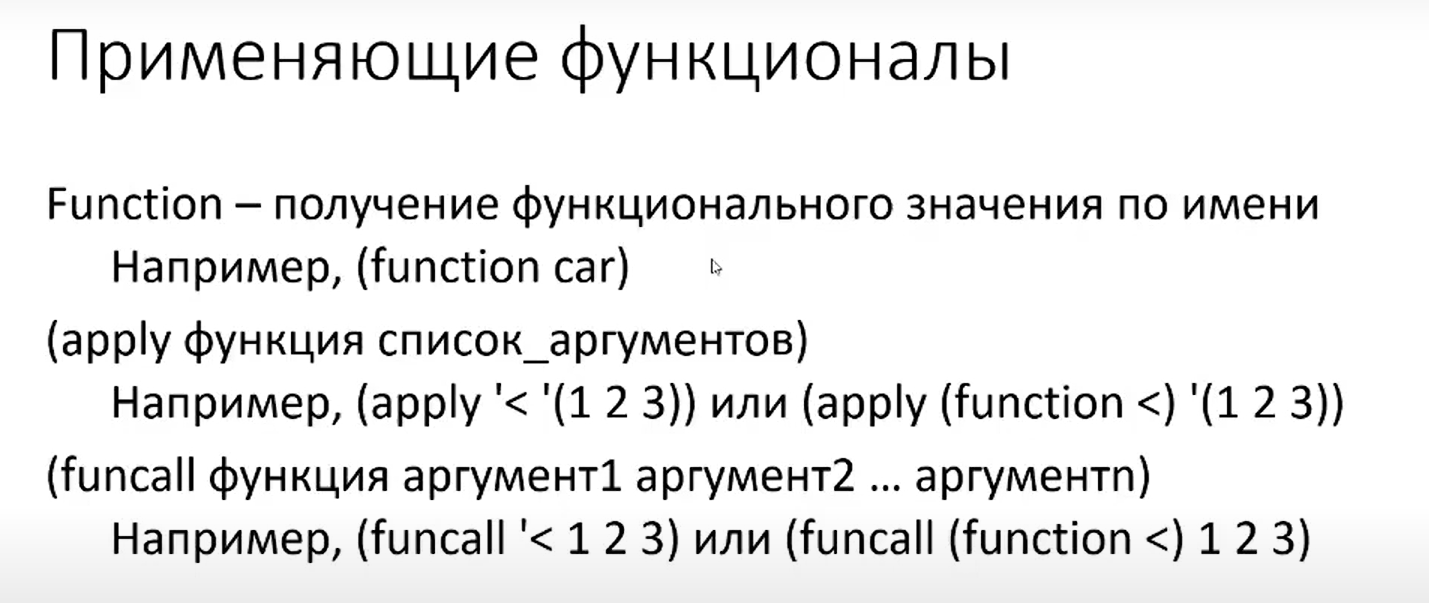 Применяющие функционалы
Function – получение функционального значения по имени
Например, (function car)
(apply функция список_аргументов)
Например, (apply '< '(1 2 3)) или (apply (function <) '(1 2 3))
(funcall функция аргумент1 аргумент2 ... аргументn)
Например, (funcall '< 1 2 3) или (funcall (function <) 1 2 3)